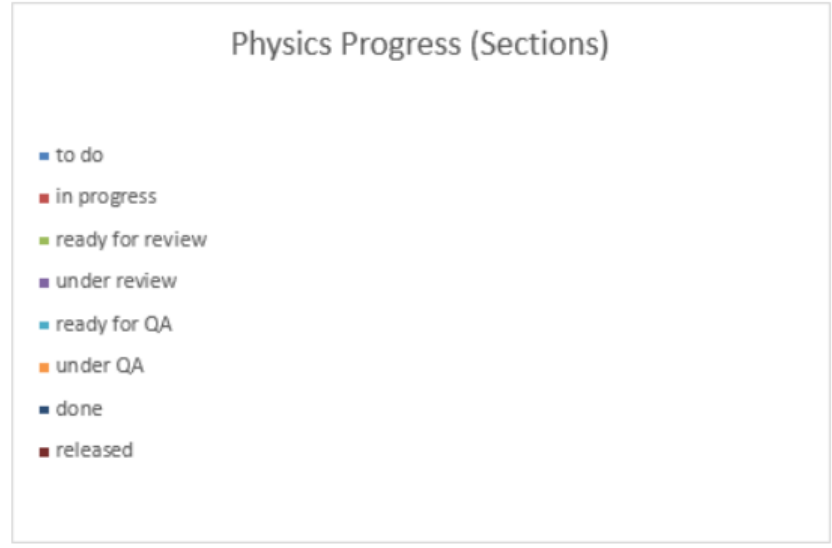 Physics Progress (Sections)
to do
in progress
ready for review
under review
ready for QA
under QA
done
released